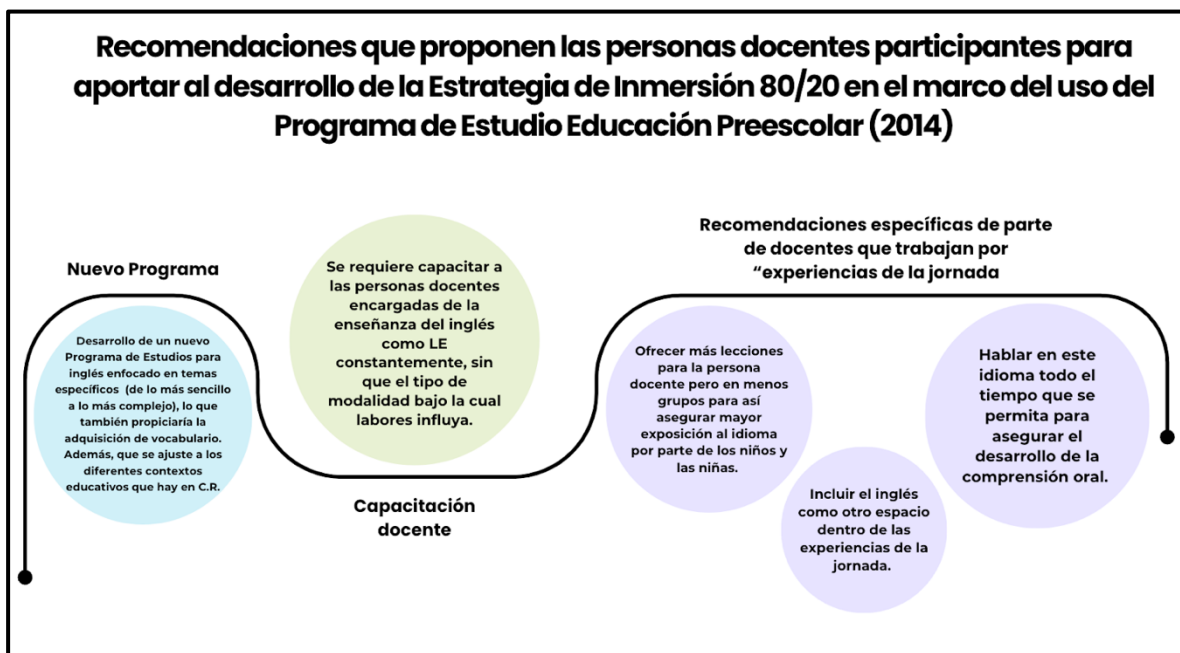 Recomendaciones que proponen las personas docentes participantes para
aportar al desarrollo de la Estrategia de Inmersión 80/20 en el marco del uso del
Programa de Estudio Educación Preescolar (2014)
Nuevo Programa
Desarrollo de un nuevo
Programa de Estudios para
inglés enfocado en temas
específicos (de lo más sencillo
a lo más complejo), lo que
también propiciaría la
adquisición de vocabulario.
Además, que se ajuste a los
diferentes contextos
educativos que hay en C.R.
Se requiere capacitar a
las personas docentes
encargadas de la
enseñanza del inglés
como LE
constantemente, sin
que el tipo de
modalidad bajo la cual
labores influya.
Capacitación
docente
Recomendaciones específicas de parte
de docentes que trabajan por
“experiencias de la jornada
Ofrecer más lecciones
para la persona
docente pero en menos
grupos para así
asegurar mayor
exposición al idioma
por parte de los niños y
las niñas.
Incluir el inglés
como otro espacio
dentro de las
experiencias de la
jornada.
Hablar en este
idioma todo el
tiempo que se
permita para
asegurar el
desarrollo de la
comprensión oral.